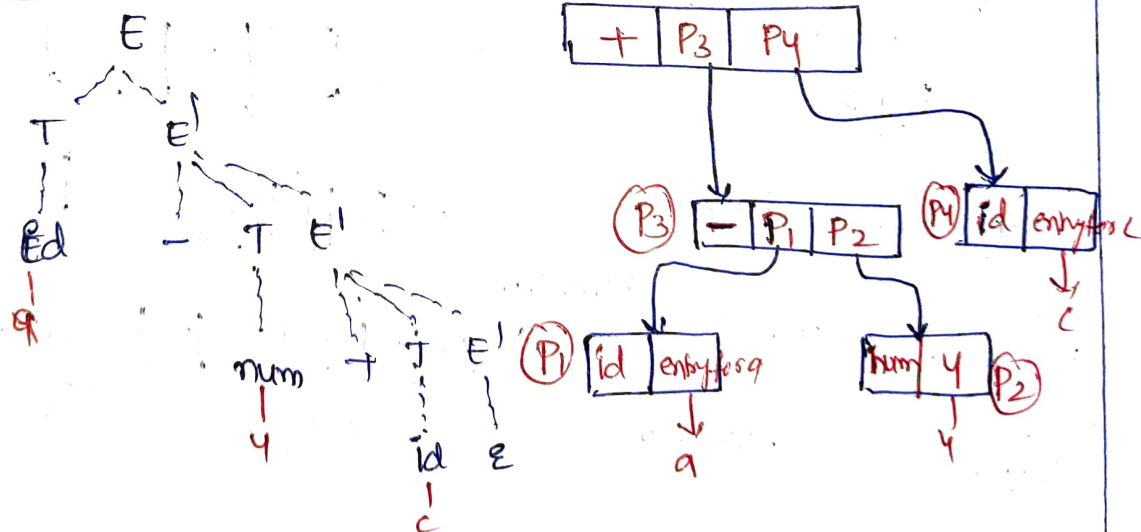 E
+ P3 P4
T E'
id
- T E'
P3 - P1 P2
P4 id entry for c
a
c
num + T E'
P1 id entry for a
num 4 P2
4
id ε
a
4
c